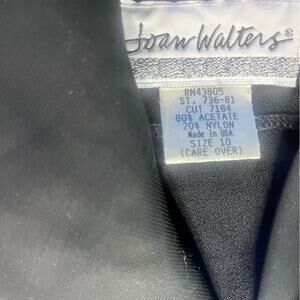 Joan Walters
RN43805
ST. 736-81
CUT 7184
80% ACETATE
20% NYLON
Made In USA
SIZE 10
(CARE OVER)